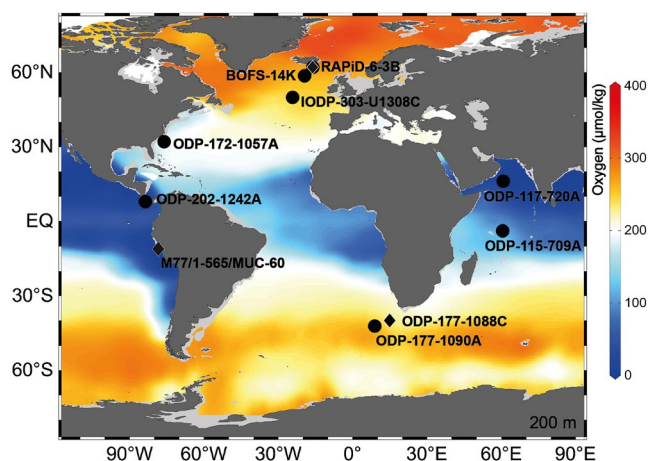 60°N
30°N
EQ
30°S
60°S
RAPiD-6-3B
BOFS-14K
IODP-303-U1308C
ODP-172-1057A
ODP-202-1242A
ODP-117-720A
ODP-115-709A
M77/1-565/MUC-60
ODP-177-1088C
ODP-177-1090A
200 m
90°W
60°W
30°W
0°
30°E
60°E
90°E
400
300
200
100
0
Oxygen (μmol/kg)